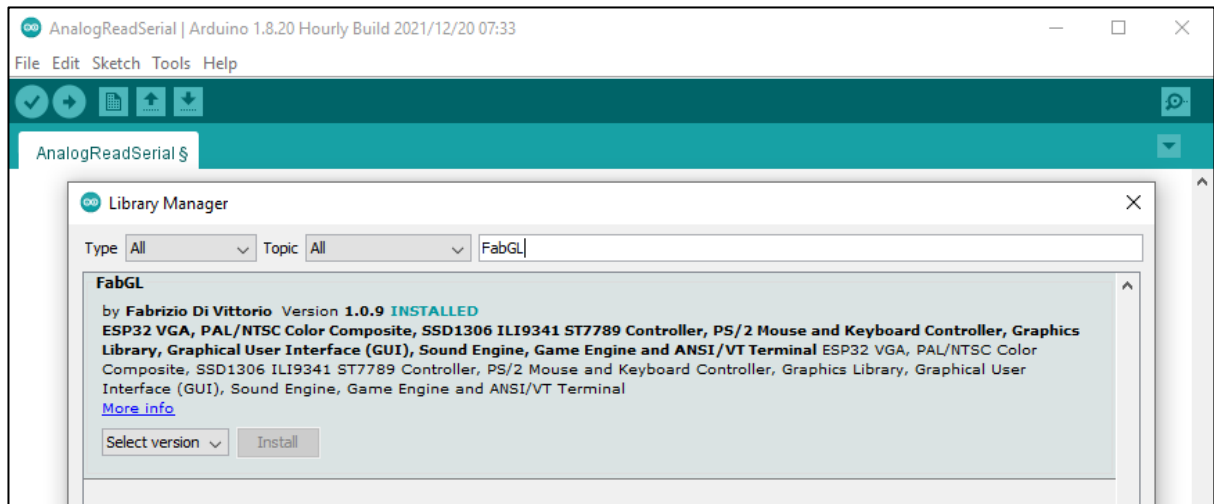 AnalogReadSerial | Arduino 1.8.20 Hourly Build 2021/12/20 07:33
File Edit Sketch Tools Help
AnalogReadSerial §
Library Manager
Type All Topic All FabGL
FabGL
by Fabrizio Di Vittorio Version 1.0.9 INSTALLED
ESP32 VGA, PAL/NTSC Color Composite, SSD1306 ILI9341 ST7789 Controller, PS/2 Mouse and Keyboard Controller, Graphics
Library, Graphical User Interface (GUI), Sound Engine, Game Engine and ANSI/VT Terminal ESP32 VGA, PAL/NTSC Color
Composite, SSD1306 ILI9341 ST7789 Controller, PS/2 Mouse and Keyboard Controller, Graphics Library, Graphical User
Interface (GUI), Sound Engine, Game Engine and ANSI/VT Terminal
More info
Select version Install